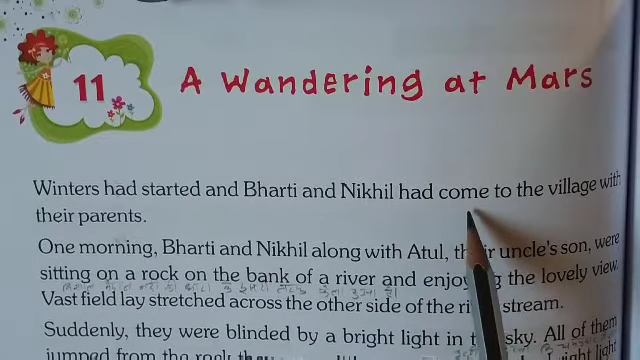 11
A Wandering at Mars
Winters had started and Bharti and Nikhil had come to the village with
their parents.
One morning, Bharti and Nikhil along with Atul, their uncle's son, were
sitting on a rock on the bank of a river and enjoy g the lovely view.
Vast field lay stretched across the other side of the ri stream.
Suddenly, they were blinded by a bright light in t sky. All of them
jumped from the rock light